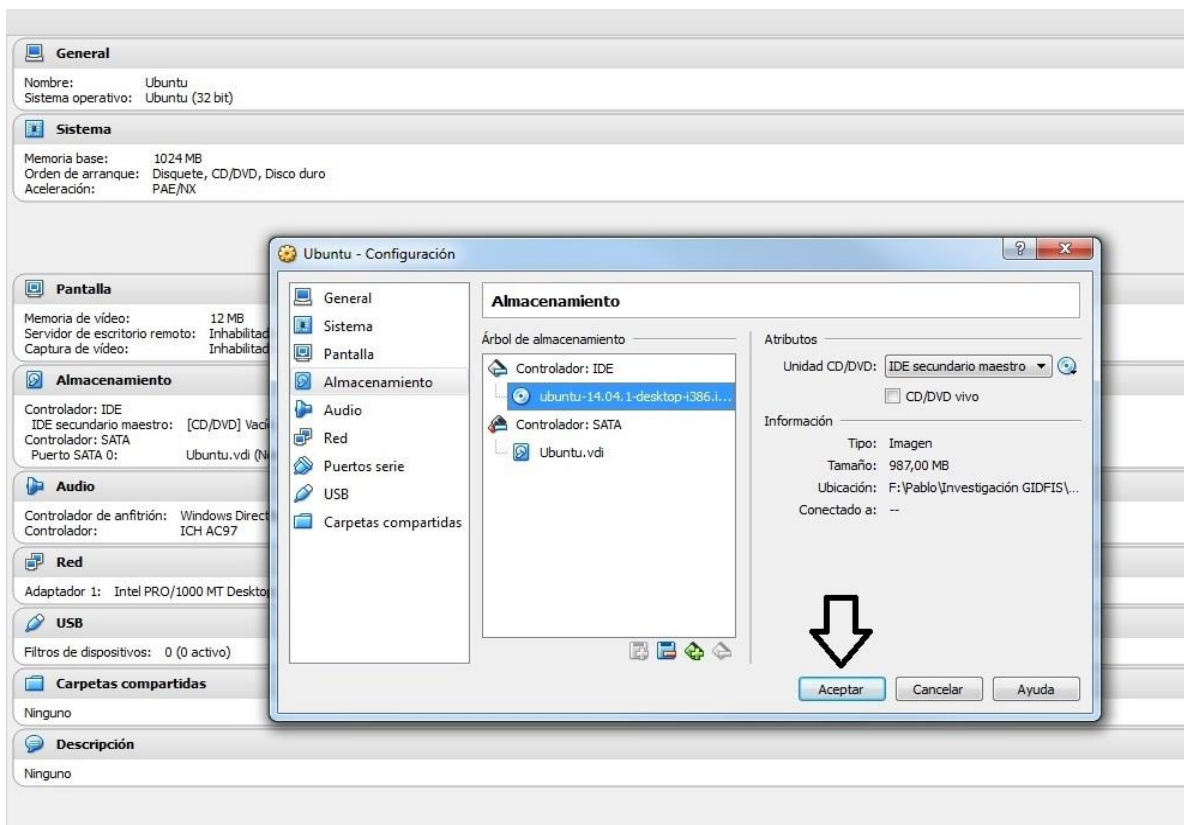 General
Nombre: Ubuntu
Sistema operativo: Ubuntu (32 bit)
Sistema
Memoria base: 1024 MB
Orden de arranque: Disquete, CD/DVD, Disco duro
Aceleración: PAE/NX
Pantalla
Memoria de vídeo: 12 MB
Servidor de escritorio remoto: Inhabilitad
Captura de vídeo: Inhabilitad
Almacenamiento
Controlador: IDE
IDE secundario maestro: [CD/DVD] Vací
Controlador: SATA
Puerto SATA 0: Ubuntu.vdi (N
Audio
Controlador de anfitrión: Windows Direct
Controlador: ICH AC97
Red
Adaptador 1: Intel PRO/1000 MT Deskto
USB
Filtros de dispositivos: 0 (0 activo)
Carpetas compartidas
Ninguno
Descripción
Ninguno
Ubuntu - Configuración
General
Sistema
Pantalla
Almacenamiento
Audio
Red
Puertos serie
USB
Carpetas compartidas
Almacenamiento
Árbol de almacenamiento
Controlador: IDE
ubuntu-14.04.1-desktop-i386.i...
Controlador: SATA
Ubuntu.vdi
Atributos
Unidad CD/DVD: IDE secundario maestro
CD/DVD vivo
Información
Tipo: Imagen
Tamaño: 987,00 MB
Ubicación: F:\Pablo\Investigación GIDFIS\...
Conectado a: --
Aceptar Cancelar Ayuda